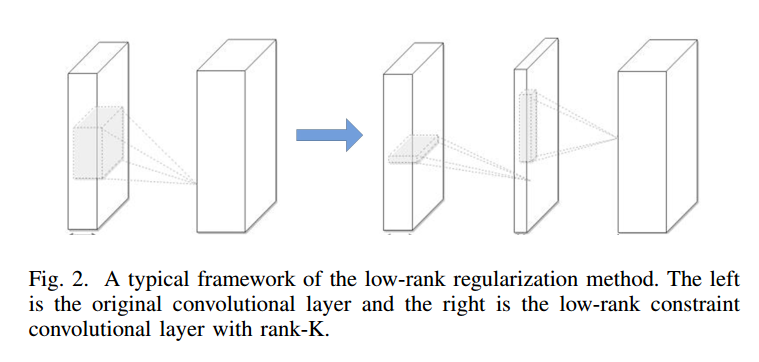 Fig. 2. A typical framework of the low-rank regularization method. The left
is the original convolutional layer and the right is the low-rank constraint
convolutional layer with rank-K.